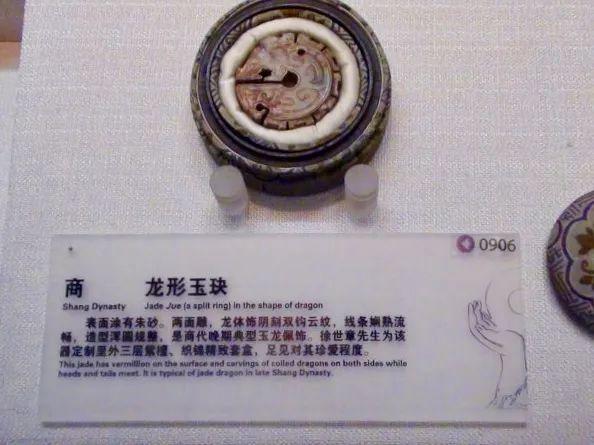 0906
商 龙形玉玦
Shang Dynasty Jade Jue (a split ring) in the shape of dragon
表面涂有朱砂。两面雕，龙体饰阴刻双钩云纹，线条娴熟流
畅，造型浑圆规整，是商代晚期典型玉龙佩饰。徐世章先生为该
器定制里外三层紫檀、织锦精致套盒，足见对其珍爱程度。
This jade has vermilion on the surface and carvings of coiled dragons on both sides while
heads and tails meet. It is typical of jade dragon in late Shang Dynasty.